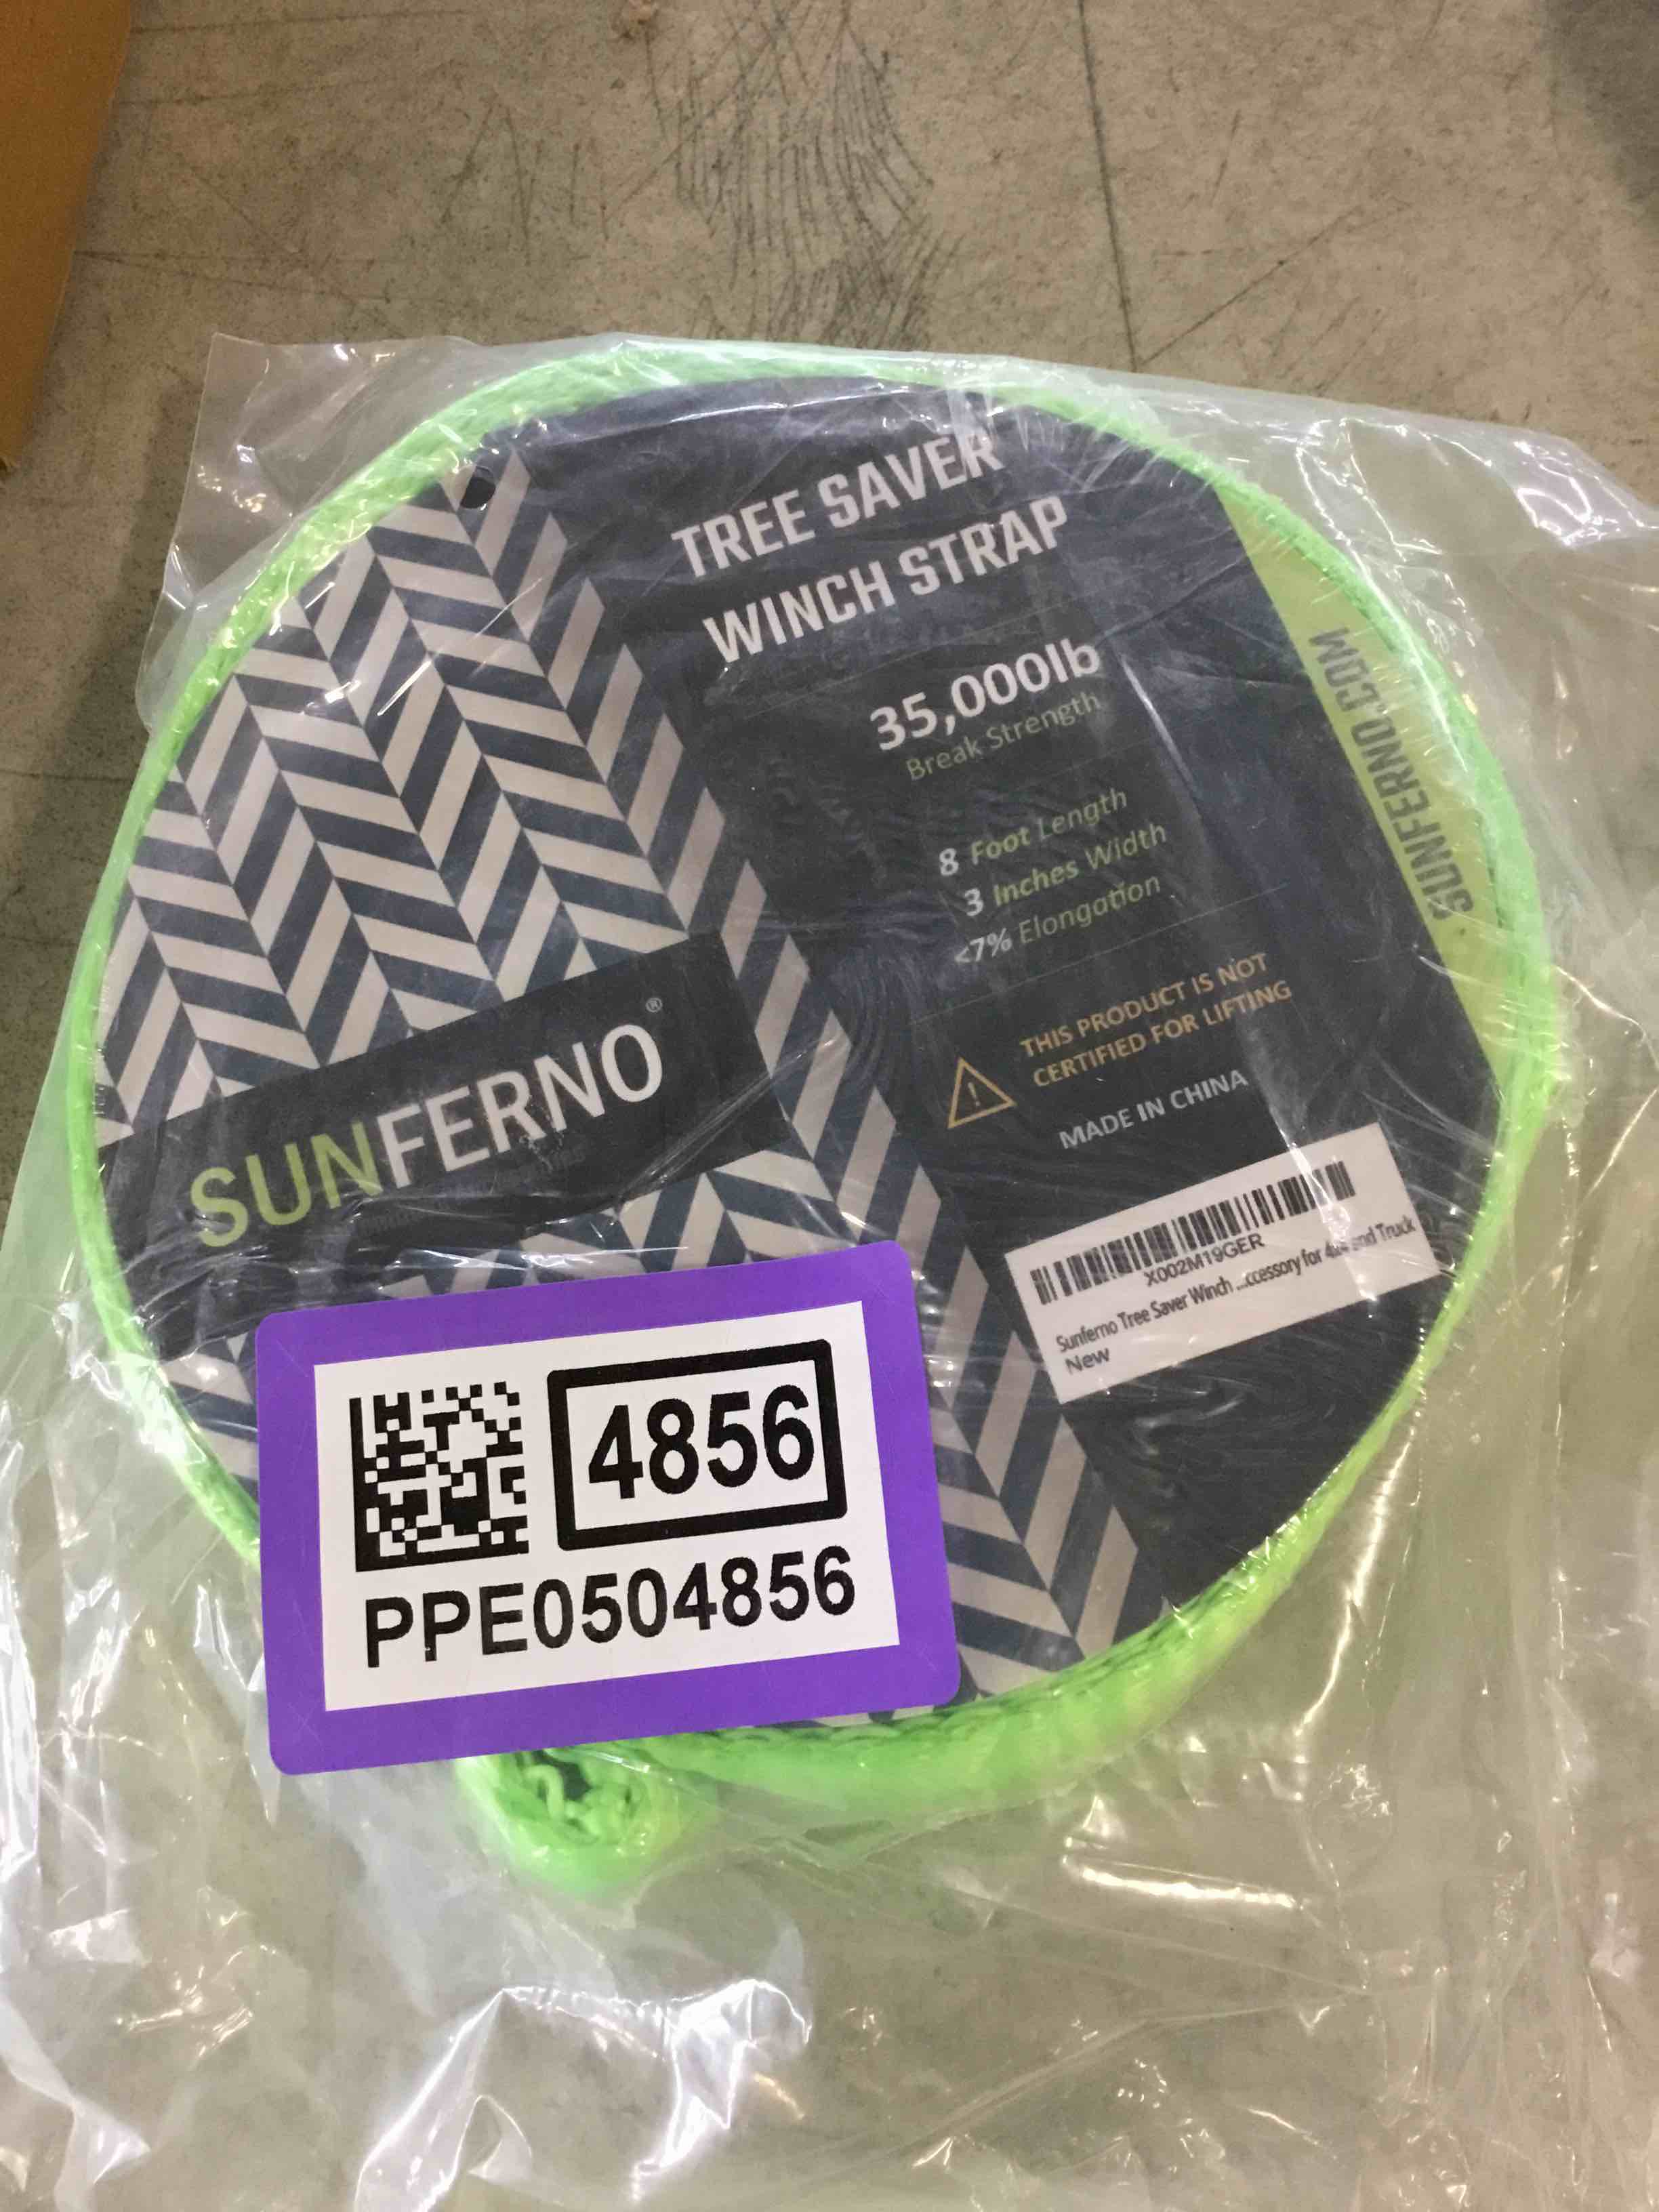 TREE SAVER
WINCH STRAP
35,000lb
Break Strength
8 Foot Length
3 Inches Width
<7% Elongation
THIS PRODUCT IS NOT
CERTIFIED FOR LIFTING
MADE IN CHINA
SUNFERNO.COM
SUNFERNO®
X002M19GER
Sunferno Tree Saver Winch ...ccessory for 4x4 and Truck
New
4856
PPE0504856